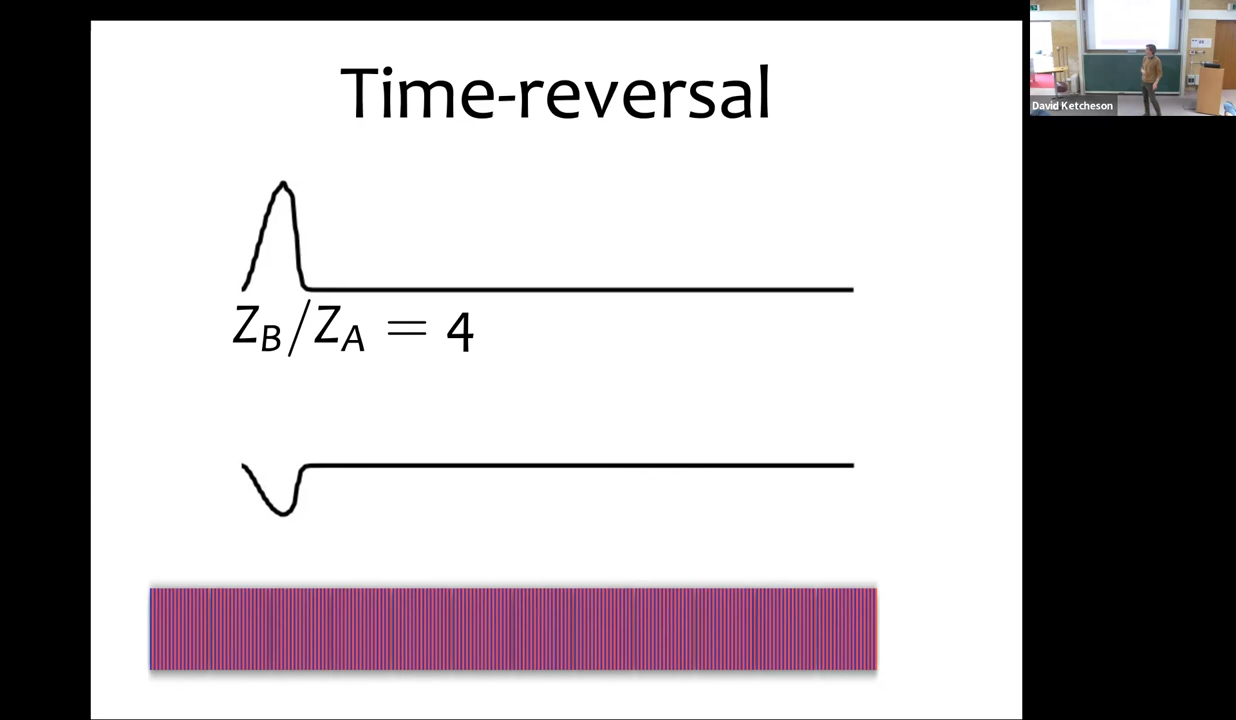 Time-reversal
Z_B/Z_A = 4
David Ketcheson